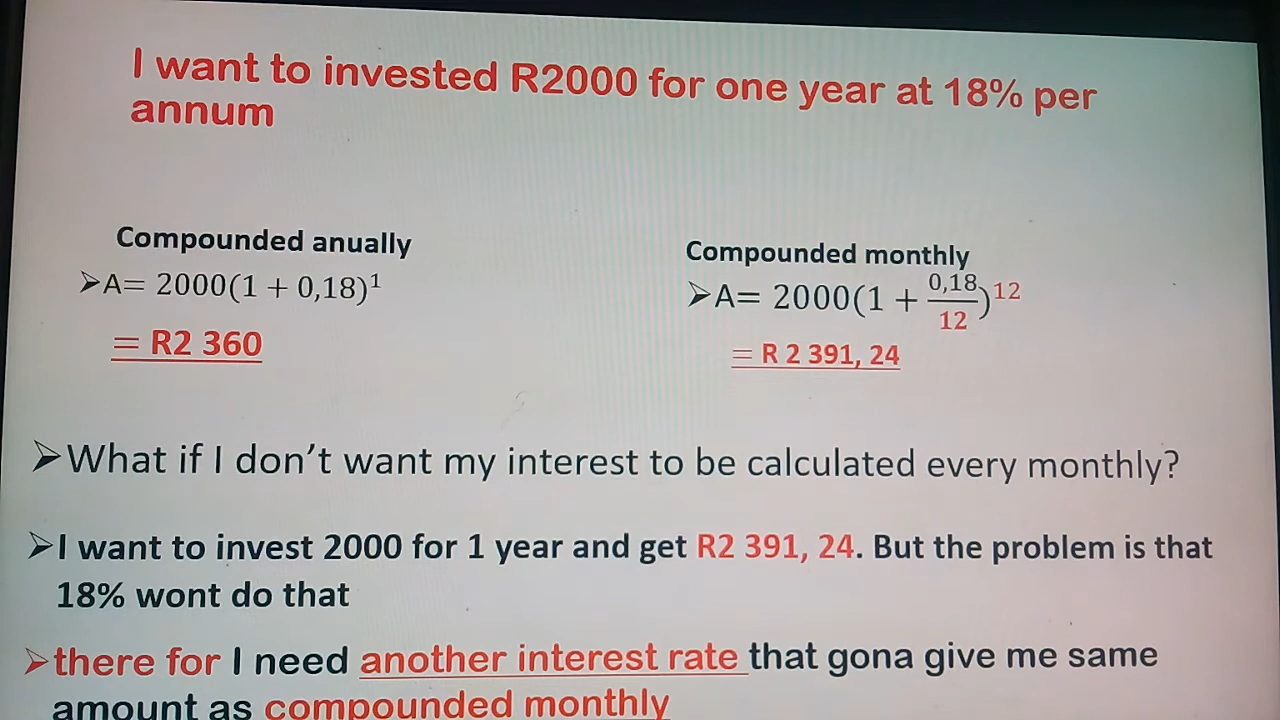 I want to invested R2000 for one year at 18% per
annum
Compounded anually
➢A= 2000(1 + 0,18)¹
= R2 360
Compounded monthly
➢A= 2000(1 + 0,18/12)¹²
= R 2 391, 24
➢What if I don't want my interest to be calculated every monthly?
➢I want to invest 2000 for 1 year and get R2 391, 24. But the problem is that
18% wont do that
➢there for I need another interest rate that gona give me same
amount as compounded monthly